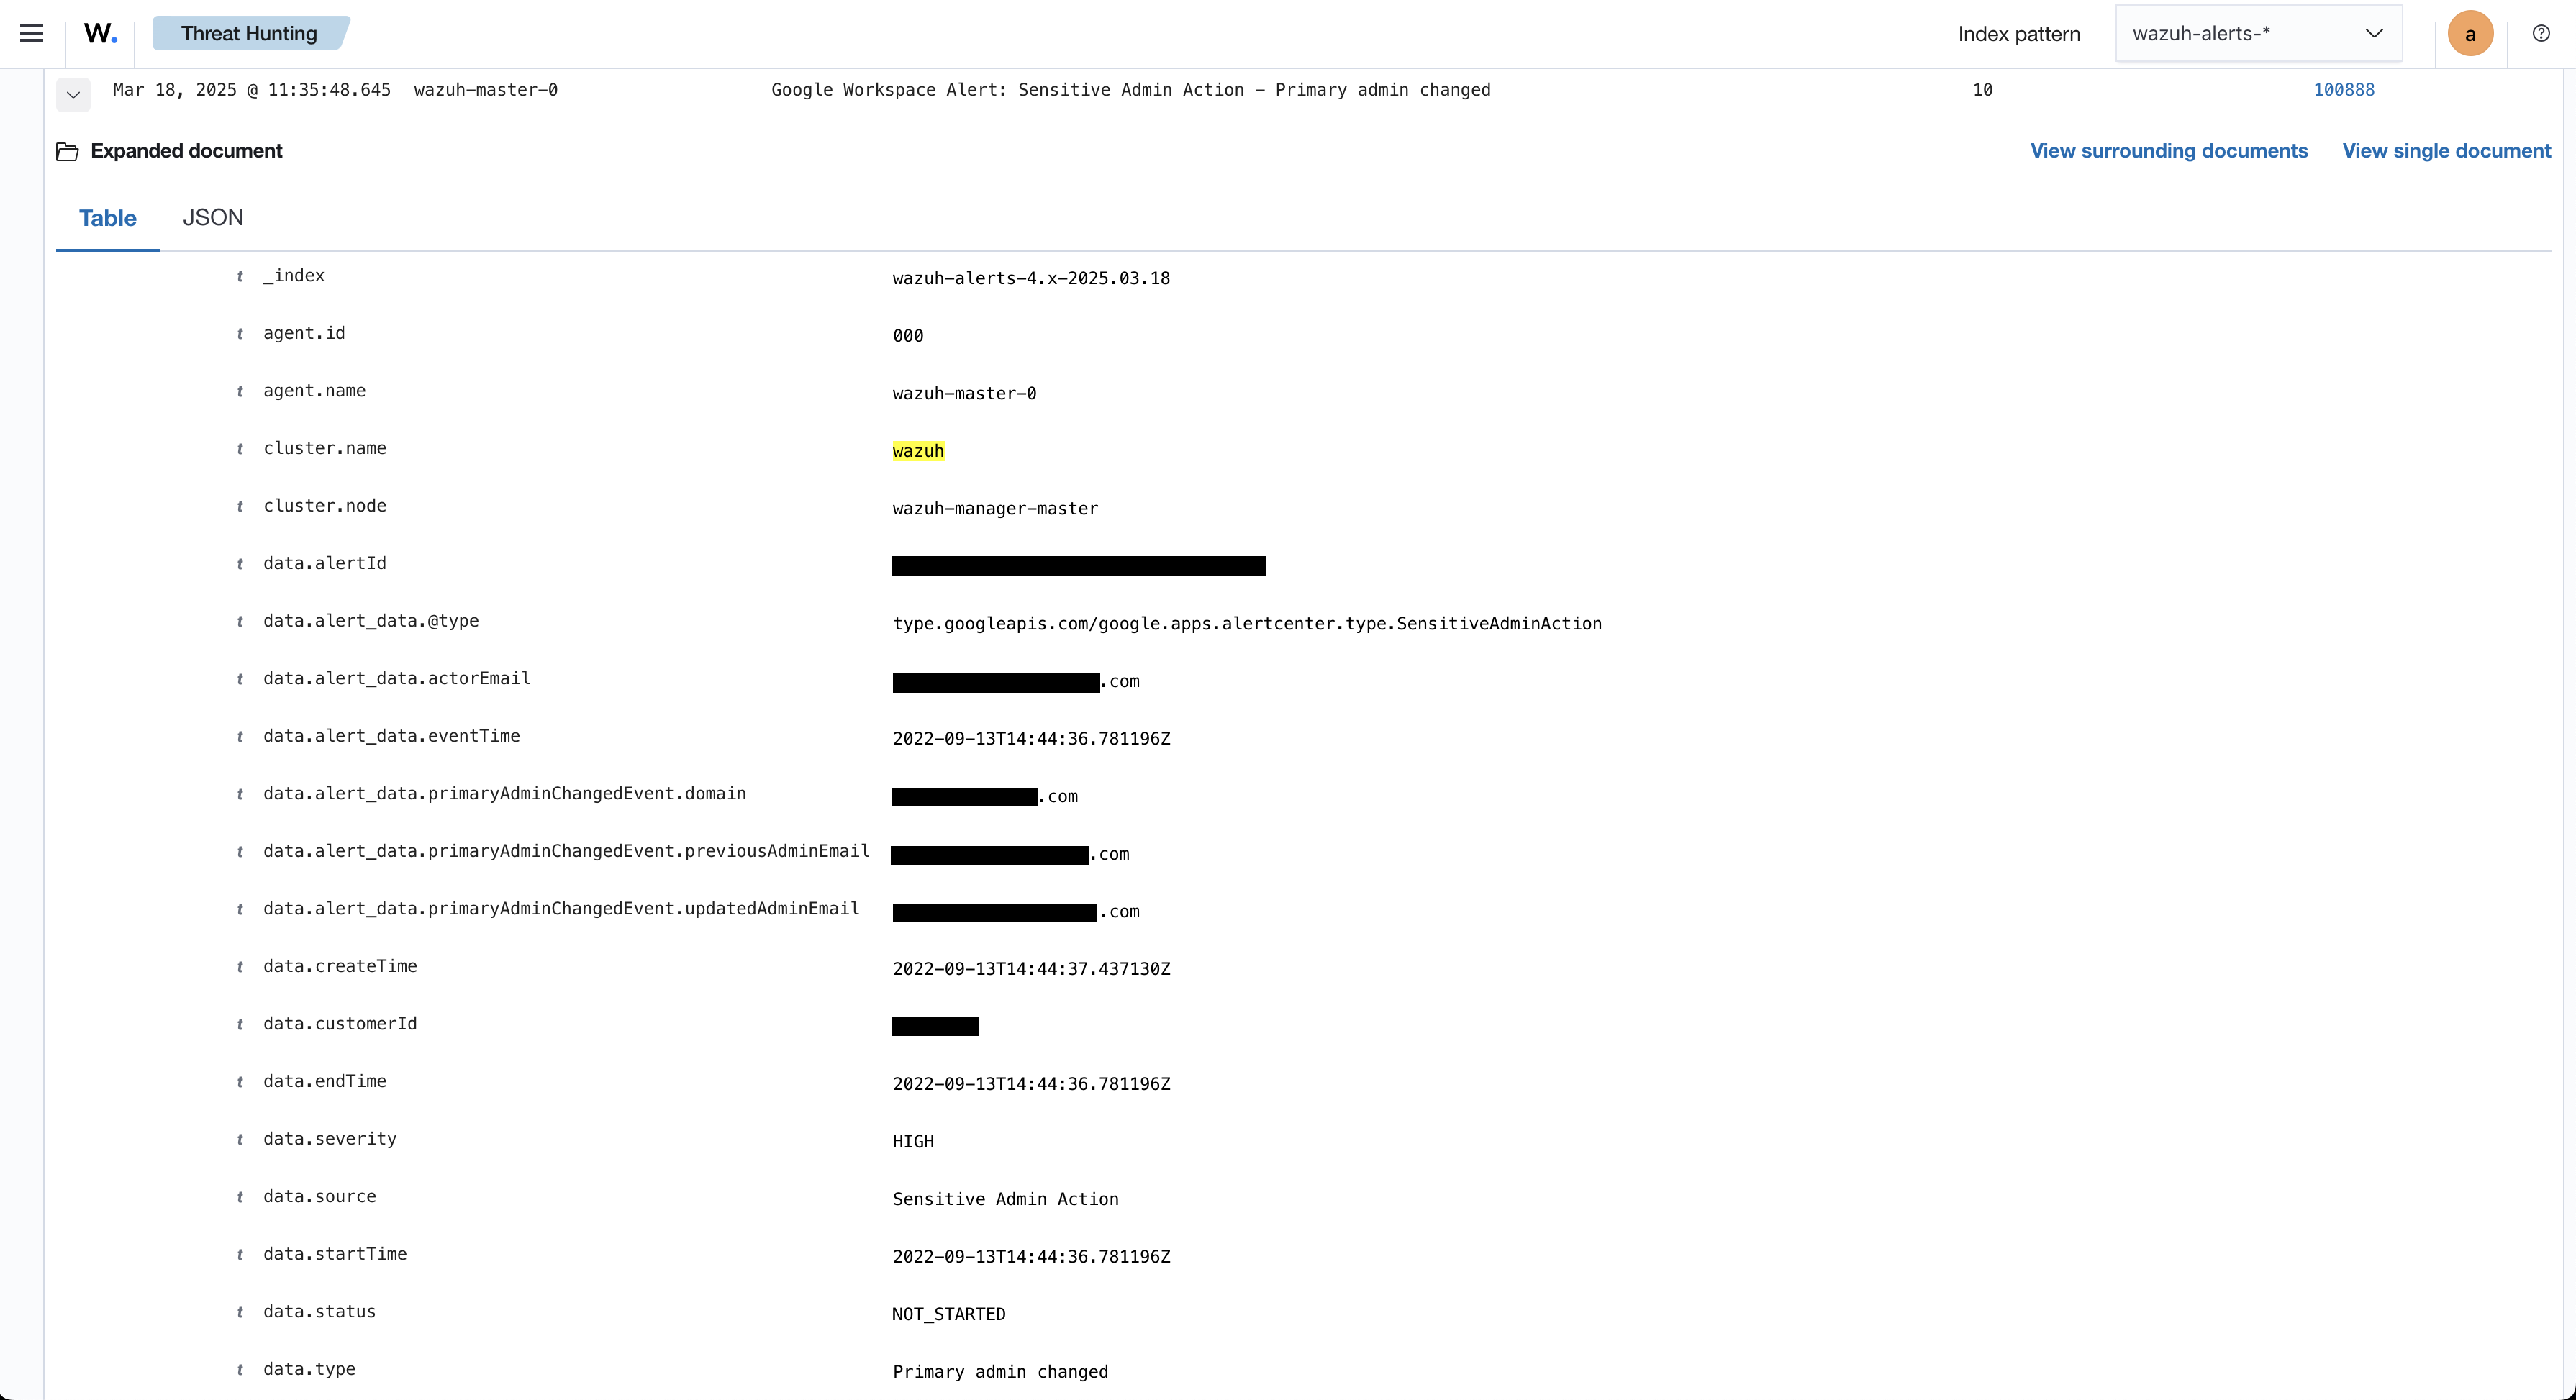 W. Threat Hunting Index pattern wazuh-alerts-* a
Mar 18, 2025 @ 11:35:48.645 wazuh-master-0 Google Workspace Alert: Sensitive Admin Action - Primary admin changed 10 100888
Expanded document View surrounding documents View single document
Table JSON
t _index wazuh-alerts-4.x-2025.03.18
t agent.id 000
t agent.name wazuh-master-0
t cluster.name wazuh
t cluster.node wazuh-manager-master
t data.alertId
t data.alert_data.@type type.googleapis.com/google.apps.alertcenter.type.SensitiveAdminAction
t data.alert_data.actorEmail .com
t data.alert_data.eventTime 2022-09-13T14:44:36.781196Z
t data.alert_data.primaryAdminChangedEvent.domain .com
t data.alert_data.primaryAdminChangedEvent.previousAdminEmail .com
t data.alert_data.primaryAdminChangedEvent.updatedAdminEmail .com
t data.createTime 2022-09-13T14:44:37.437130Z
t data.customerId
t data.endTime 2022-09-13T14:44:36.781196Z
t data.severity HIGH
t data.source Sensitive Admin Action
t data.startTime 2022-09-13T14:44:36.781196Z
t data.status NOT_STARTED
t data.type Primary admin changed